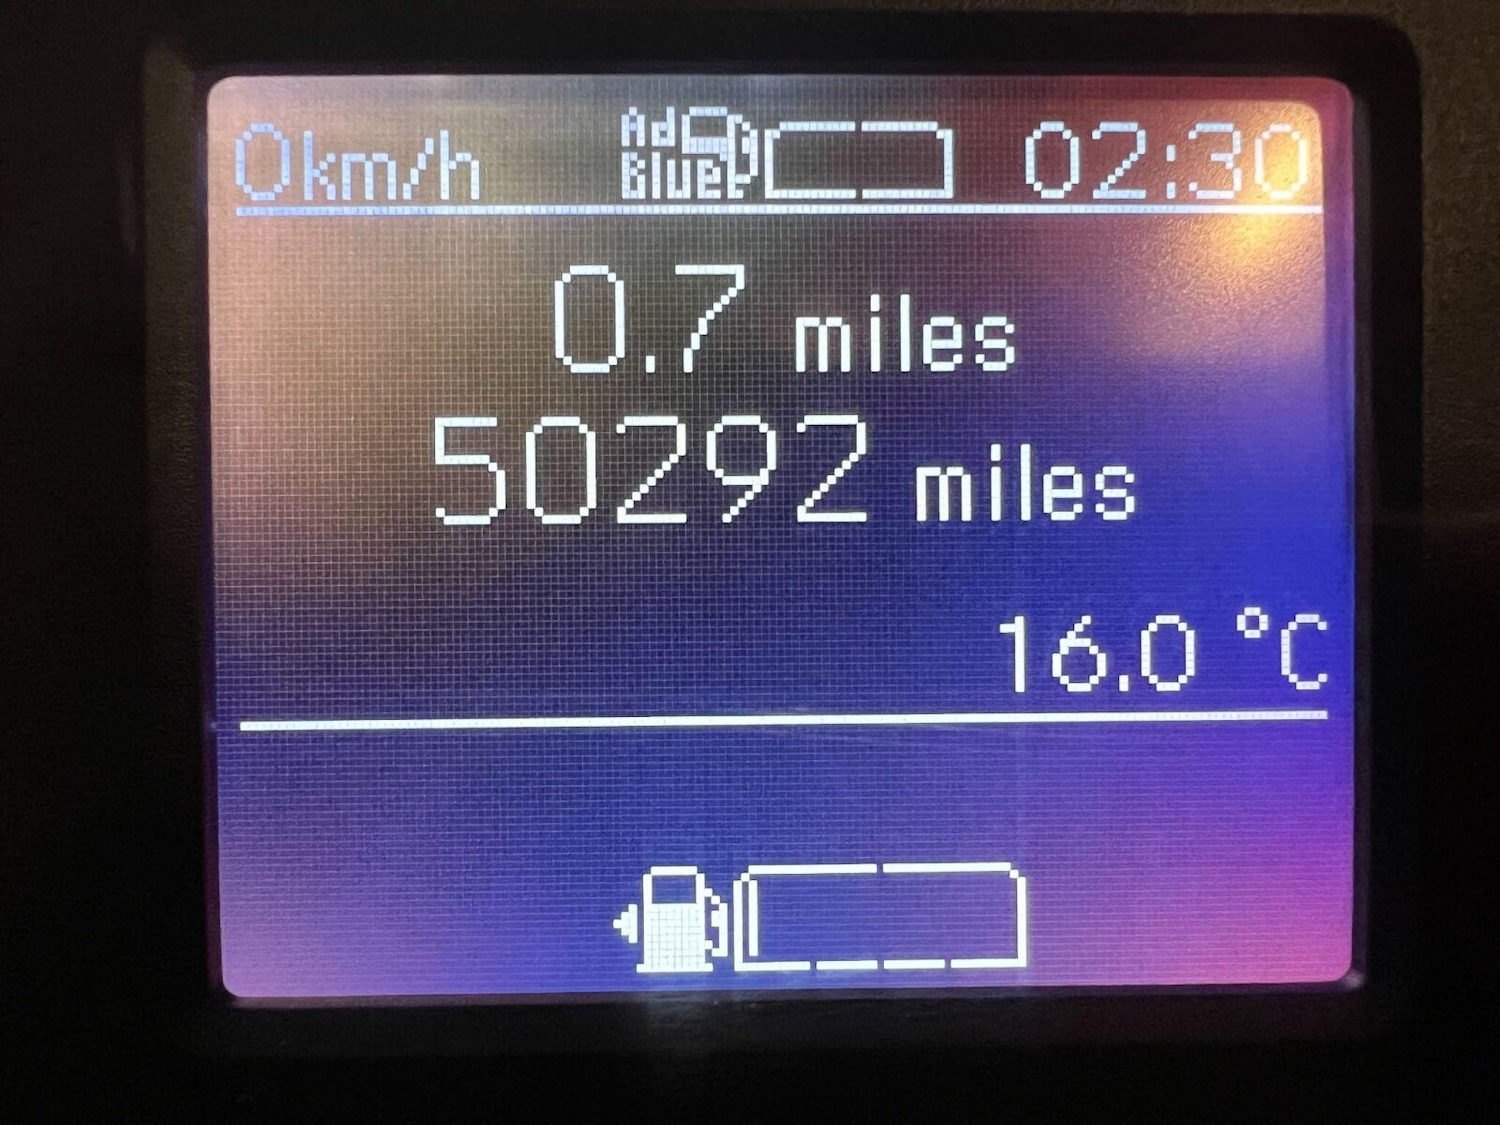 0km/h Ad Blue 02:30
0.7 miles
50292 miles
16.0 °C